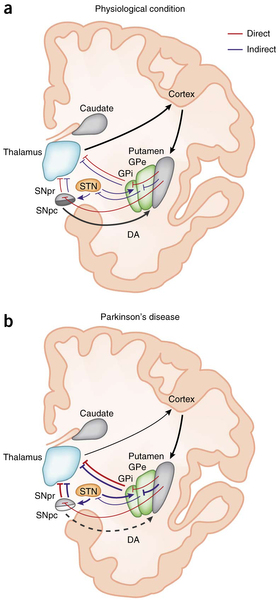 a
Physiological condition
Direct
Indirect
Cortex
Caudate
Thalamus
Putamen
GPe
GPi
STN
SNpr
SNpc
DA
b
Parkinson's disease
Cortex
Caudate
Putamen
Thalamus
GPe
GPi
STN
SNpr
SNpc
DA